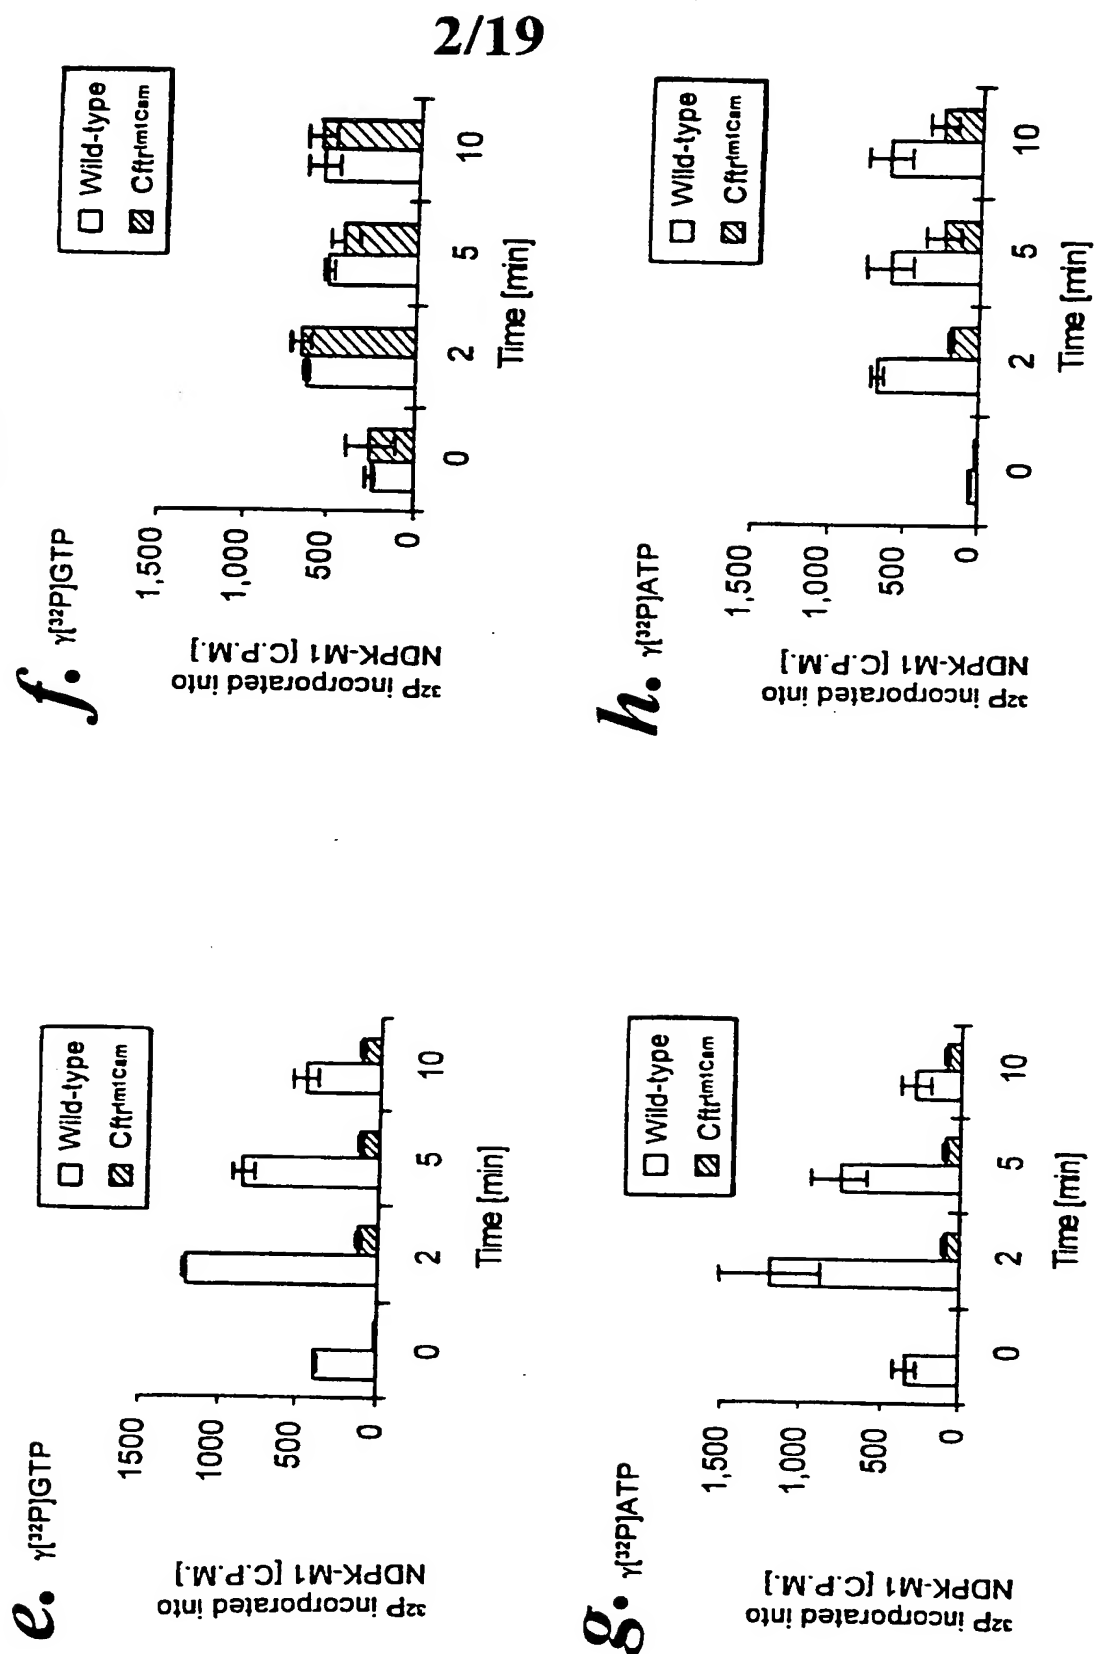 2/19
e. γ[³²P]GTP
³²P incorporated into
NDPK-M1 [C.P.M.]
1500
1000
500
0
0
2
5
10
Time [min]
Wild-type
Cftrtm1Cam
f. γ[³²P]GTP
³²P incorporated into
NDPK-M1 [C.P.M.]
1,500
1,000
500
0
0
2
5
10
Time [min]
Wild-type
Cftrtm1Cam
g. γ[³²P]ATP
³²P incorporated into
NDPK-M1 [C.P.M.]
1,500
1,000
500
0
0
2
5
10
Time [min]
Wild-type
Cftrtm1Cam
h. γ[³²P]ATP
³²P incorporated into
NDPK-M1 [C.P.M.]
1,500
1,000
500
0
0
2
5
10
Time [min]
Wild-type
Cftrtm1Cam